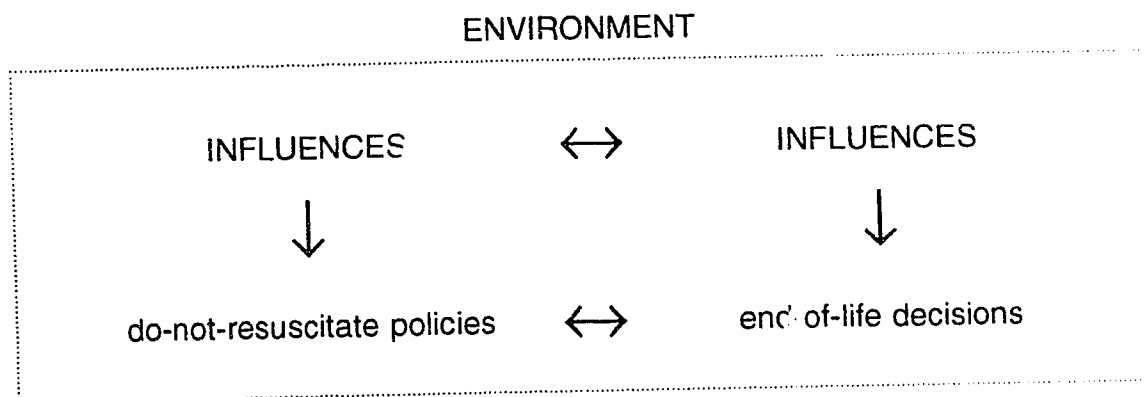 ENVIRONMENT
INFLUENCES ↔ INFLUENCES
↓ ↓
do-not-resuscitate policies ↔ end-of-life decisions